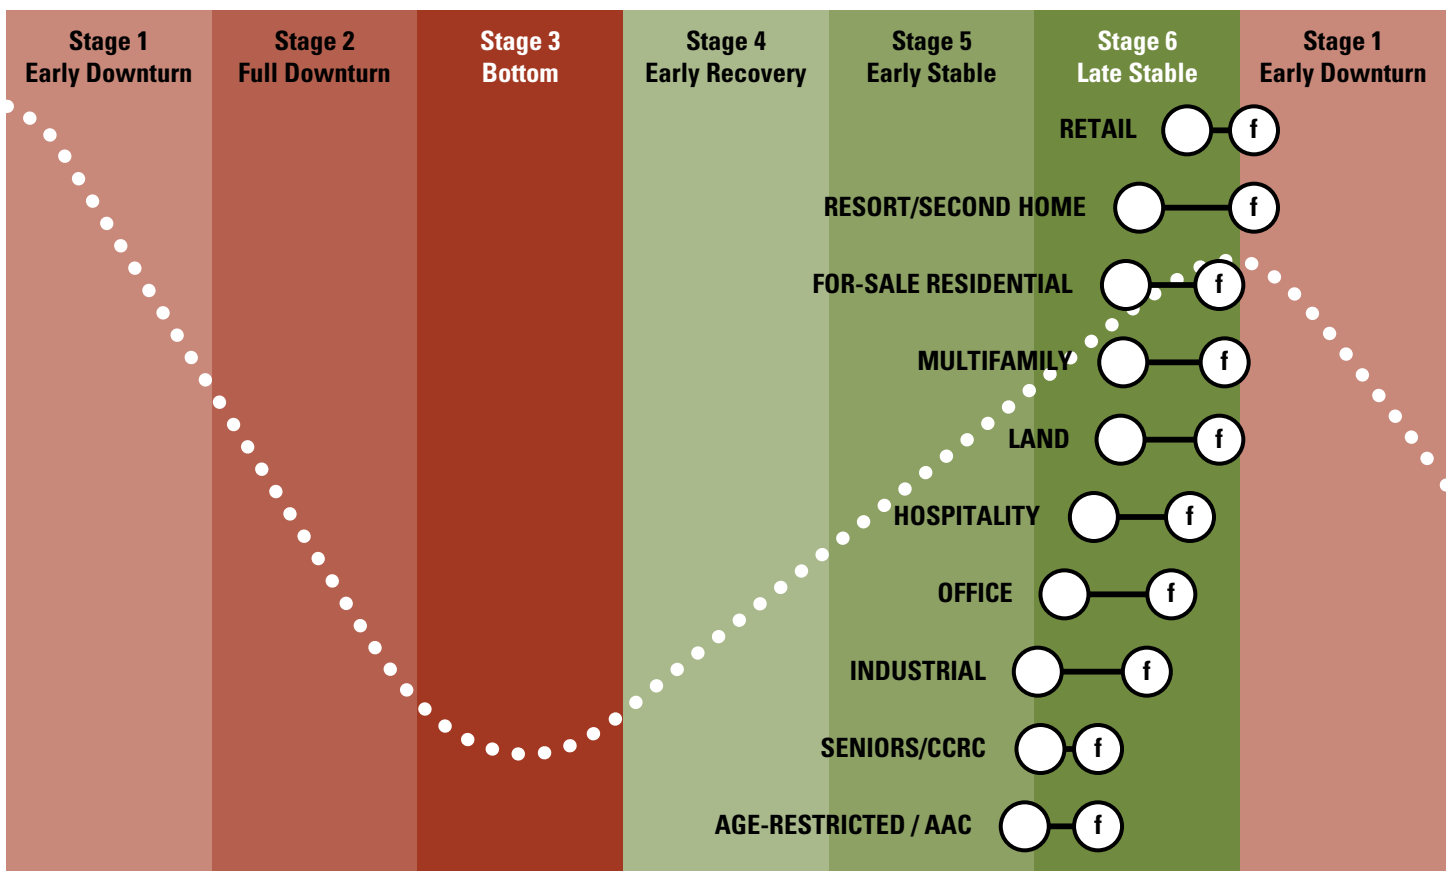 Stage 1
Early Downturn
Stage 2
Full Downturn
Stage 3
Bottom
Stage 4
Early Recovery
Stage 5
Early Stable
Stage 6
Late Stable
Stage 1
Early Downturn
RETAIL f
RESORT/SECOND HOME f
FOR-SALE RESIDENTIAL f
MULTIFAMILY f
LAND f
HOSPITALITY f
OFFICE f
INDUSTRIAL f
SENIORS/CCRC f
AGE-RESTRICTED / AAC f